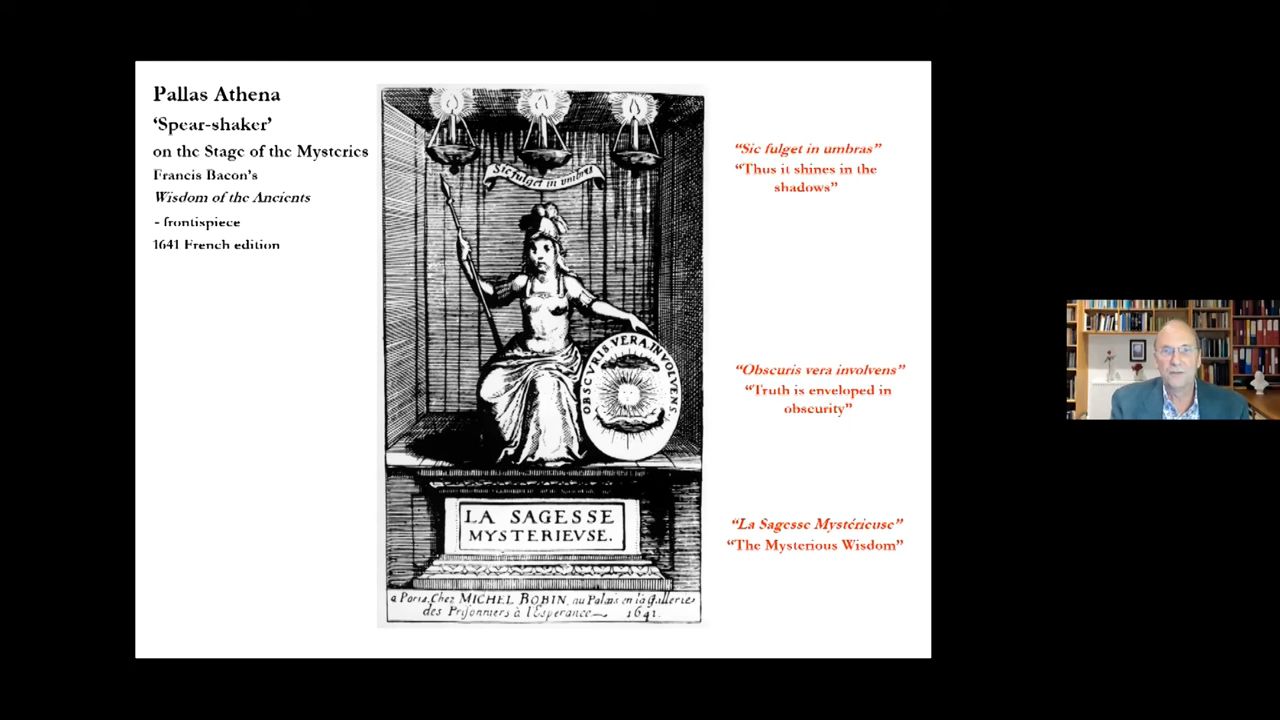 Pallas Athena
‘Spear-shaker’
on the Stage of the Mysteries
Francis Bacon’s
Wisdom of the Ancients
- frontispiece
1641 French edition
Sic fulget in umbras
OBSCURIS VERA INVOLVENS
LA SAGESSE
MYSTERIEVSE.
a Paris, Chez MICHEL BOBIN, au Palais en la Gallerie
des Prisonniers à l'Esperance 1641.
“Sic fulget in umbras”
“Thus it shines in the
shadows”
“Obscuris vera involvens”
“Truth is enveloped in
obscurity”
“La Sagesse Mystérieuse”
“The Mysterious Wisdom”